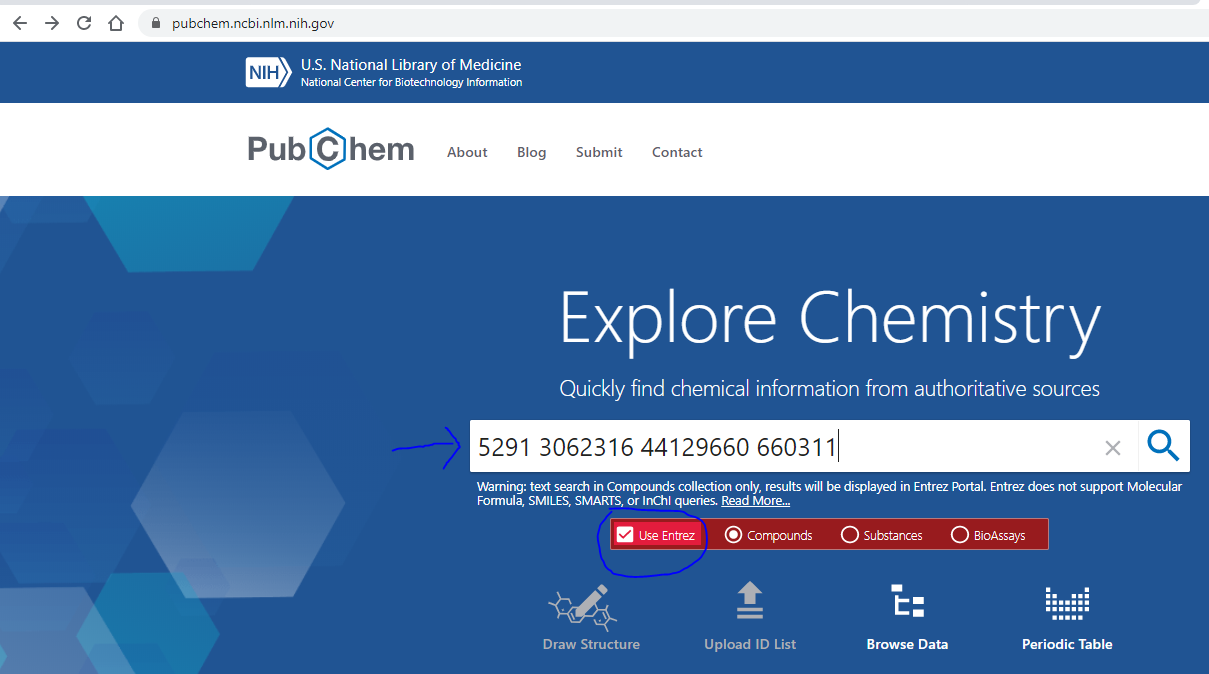 pubchem.ncbi.nlm.nih.gov
NIH U.S. National Library of Medicine
National Center for Biotechnology Information
PubChem About Blog Submit Contact
Explore Chemistry
Quickly find chemical information from authoritative sources
5291 3062316 44129660 660311
Warning: text search in Compounds collection only, results will be displayed in Entrez Portal. Entrez does not support Molecular
Formula, SMILES, SMARTS, or InChI queries. Read More...
Use Entrez Compounds Substances BioAssays
Draw Structure Upload ID List Browse Data Periodic Table